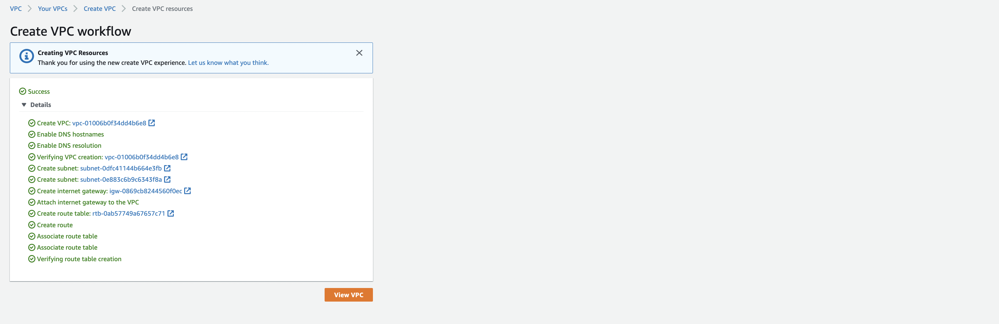 VPC > Your VPCs > Create VPC > Create VPC resources
Create VPC workflow
Creating VPC Resources
Thank you for using the new create VPC experience. Let us know what you think.
Success
Details
Create VPC: vpc-01006b0f34dd4b6e8
Enable DNS hostnames
Enable DNS resolution
Verifying VPC creation: vpc-01006b0f34dd4b6e8
Create subnet: subnet-0dfc41144b664e3fb
Create subnet: subnet-0e883c6b9c6343f8a
Create internet gateway: igw-0869cb8244560f0ec
Attach internet gateway to the VPC
Create route table: rtb-0ab57749a67657c71
Create route
Associate route table
Associate route table
Verifying route table creation
View VPC